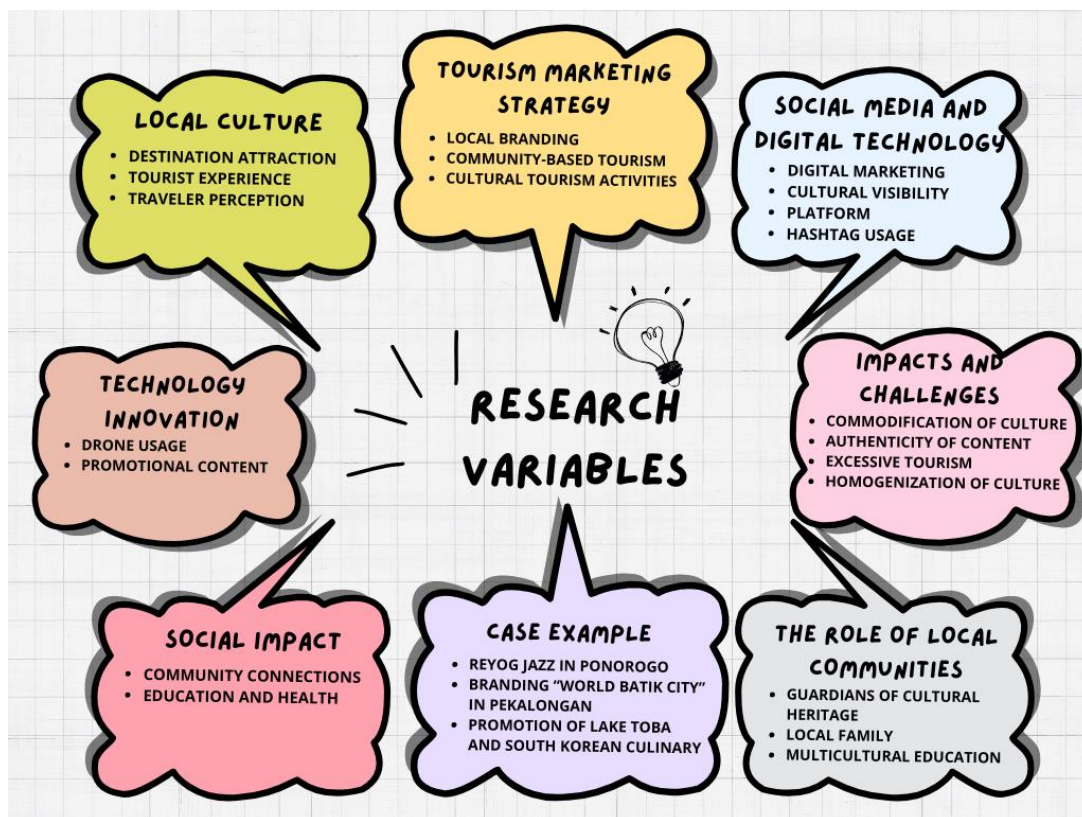 LOCAL CULTURE
• DESTINATION ATTRACTION
• TOURIST EXPERIENCE
• TRAVELER PERCEPTION
TOURISM MARKETING
STRATEGY
• LOCAL BRANDING
• COMMUNITY-BASED TOURISM
• CULTURAL TOURISM ACTIVITIES
SOCIAL MEDIA AND
DIGITAL TECHNOLOGY
• DIGITAL MARKETING
• CULTURAL VISIBILITY
• PLATFORM
• HASHTAG USAGE
TECHNOLOGY
INNOVATION
• DRONE USAGE
• PROMOTIONAL CONTENT
RESEARCH
VARIABLES
IMPACTS AND
CHALLENGES
• COMMODIFICATION OF CULTURE
• AUTHENTICITY OF CONTENT
• EXCESSIVE TOURISM
• HOMOGENIZATION OF CULTURE
SOCIAL IMPACT
• COMMUNITY CONNECTIONS
• EDUCATION AND HEALTH
CASE EXAMPLE
• REYOG JAZZ IN PONOROGO
• BRANDING “WORLD BATIK CITY”
IN PEKALONGAN
• PROMOTION OF LAKE TOBA
AND SOUTH KOREAN CULINARY
THE ROLE OF LOCAL
COMMUNITIES
• GUARDIANS OF CULTURAL
HERITAGE
• LOCAL FAMILY
• MULTICULTURAL EDUCATION